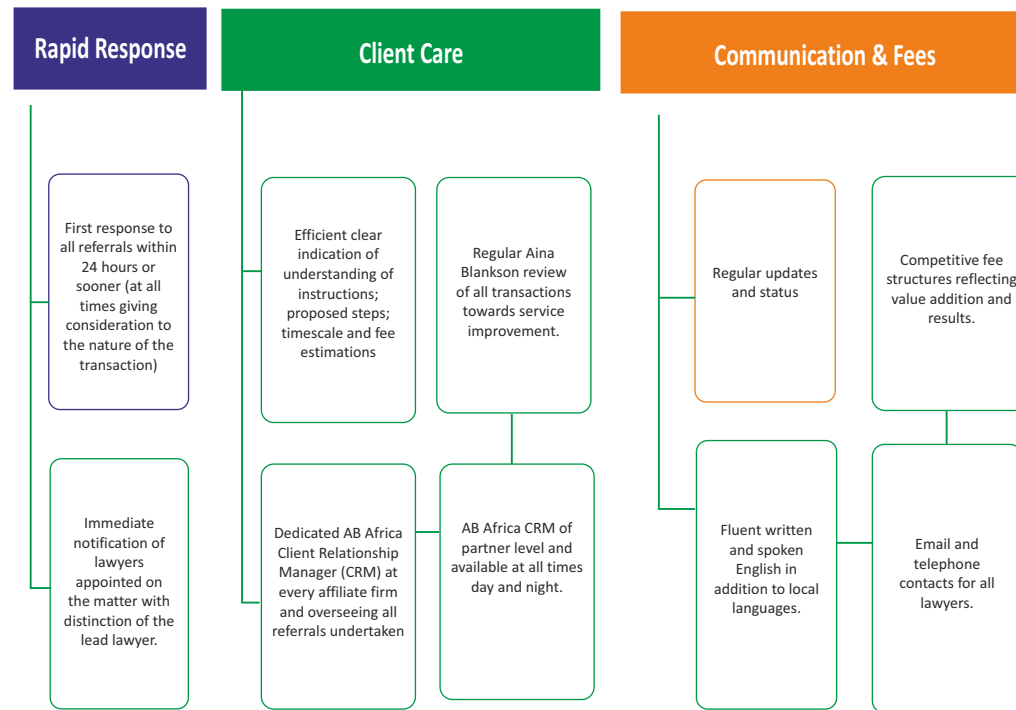 Rapid Response
First response to
all referrals within
24 hours or
sooner (at all
times giving
consideration to
the nature of the
transaction)
Immediate
notification of
lawyers
appointed on
the matter with
distinction of the
lead lawyer.
Client Care
Efficient clear
indication of
understanding of
instructions;
proposed steps;
timescale and fee
estimations
Dedicated AB Africa
Client Relationship
Manager (CRM) at
every affiliate firm
and overseeing all
referrals undertaken
AB Africa CRM of
partner level and
available at all times
day and night.
Regular Aina
Blankson review
of all transactions
towards service
improvement.
Communication & Fees
Regular updates
and status
Fluent written
and spoken
English in
addition to local
languages.
Email and
telephone
contacts for all
lawyers.
Competitive fee
structures reflecting
value addition and
results.